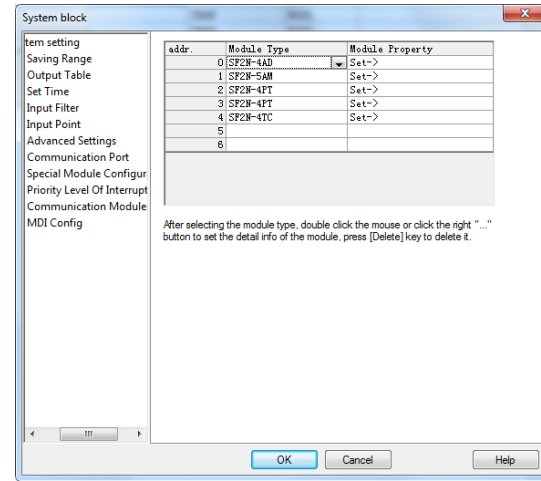 System block
tem setting
Saving Range
Output Table
Set Time
Input Filter
Input Point
Advanced Settings
Communication Port
Special Module Configur
Priority Level Of Interrupt
Communication Module
MDI Config
addr. Module Type Module Property
0 SF2N-4AD Set->
1 SF2N-5AM Set->
2 SF2N-4PT Set->
3 SF2N-4PT Set->
4 SF2N-4TC Set->
5
6
After selecting the module type, double click the mouse or click the right "..."
button to set the detail info of the module, press [Delete] key to delete it.
OK Cancel Help